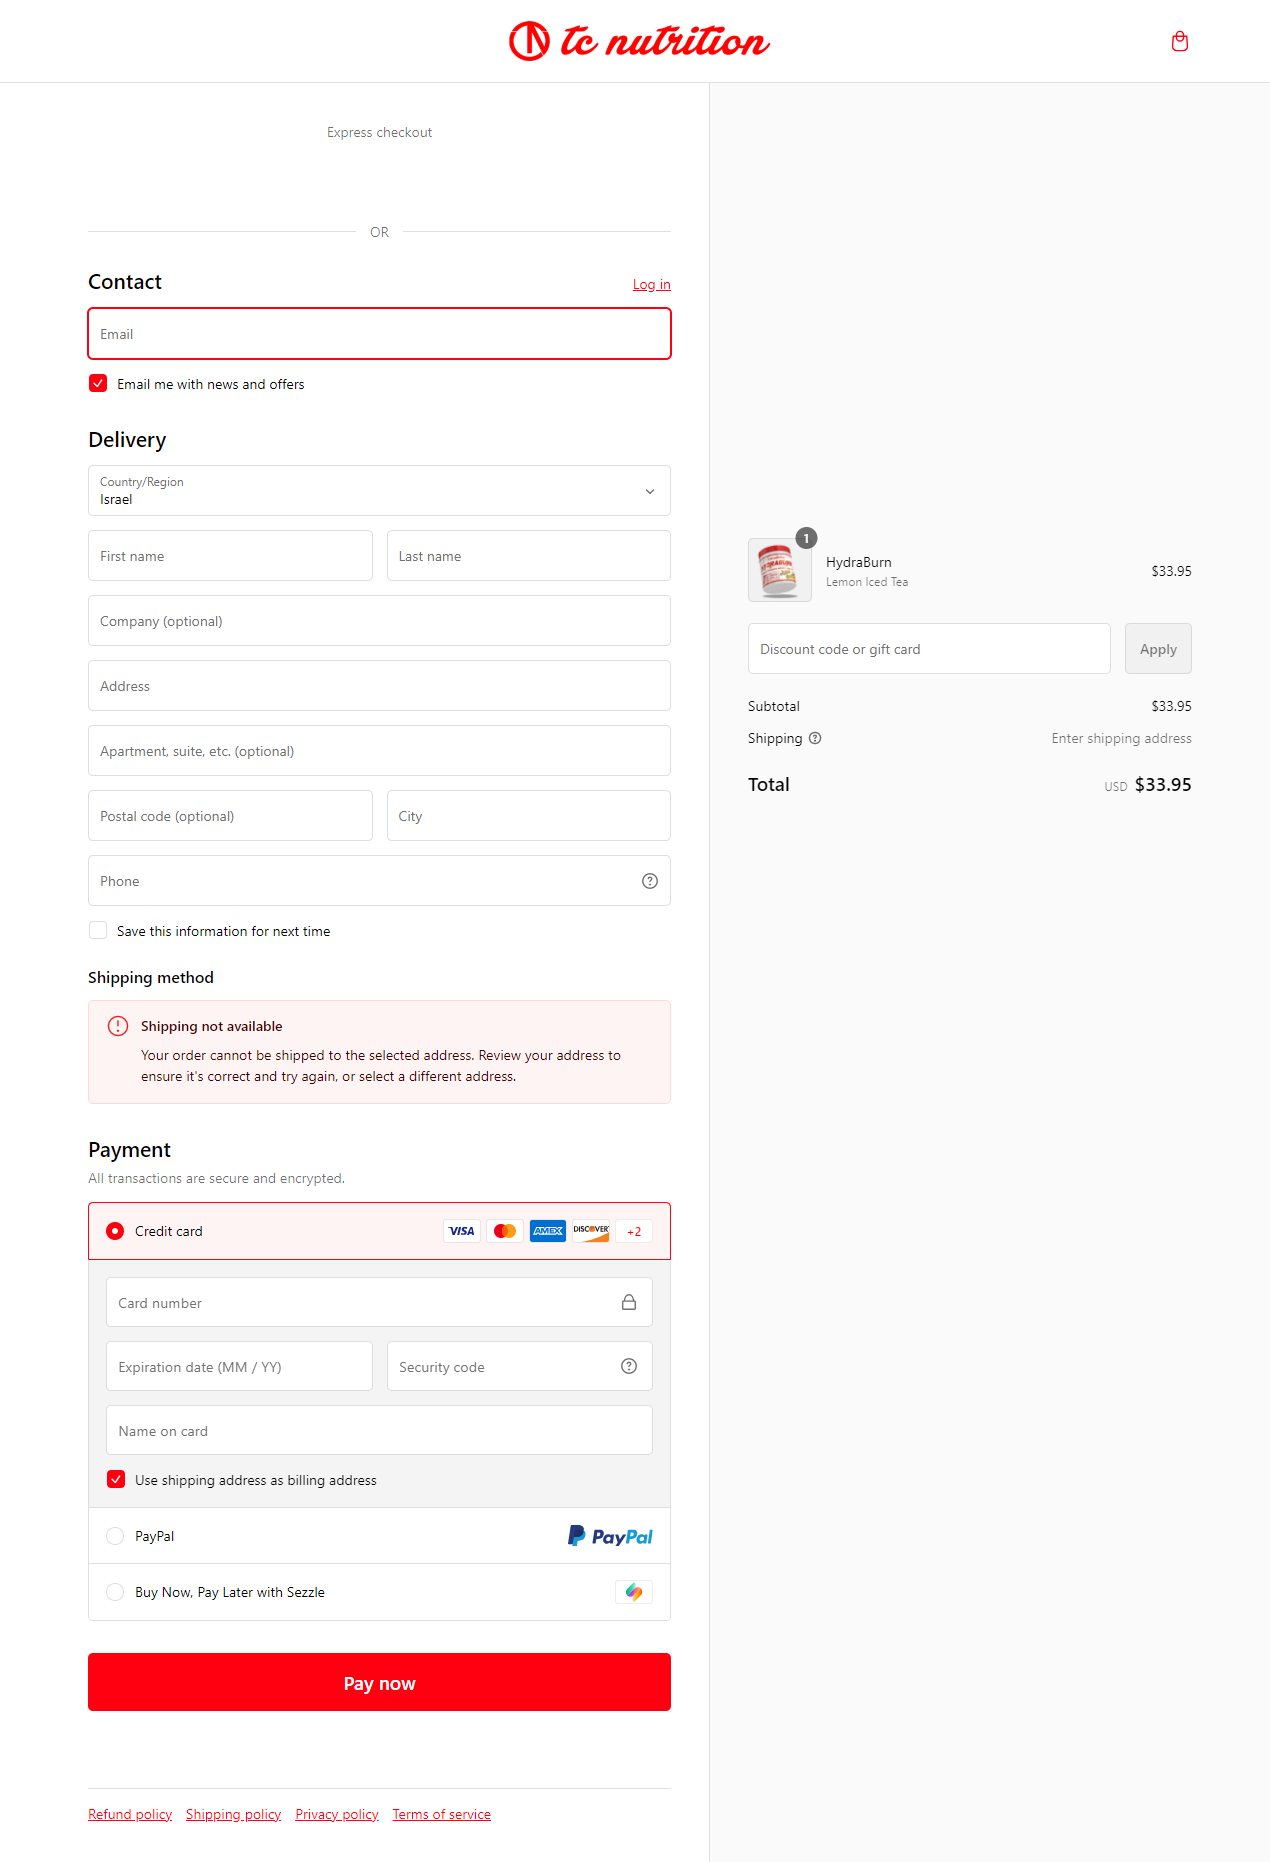 tc nutrition
Express checkout
OR
Contact
Log in
Email
Email me with news and offers
Delivery
Country/Region
Israel
First name
Last name
Company (optional)
Address
Apartment, suite, etc. (optional)
Postal code (optional)
City
Phone
Save this information for next time
Shipping method
Shipping not available
Your order cannot be shipped to the selected address. Review your address to
ensure it's correct and try again, or select a different address.
Payment
All transactions are secure and encrypted.
Credit card
VISA
AMEX
DISCOVER
+2
Card number
Expiration date (MM / YY)
Security code
Name on card
Use shipping address as billing address
PayPal
PayPal
Buy Now, Pay Later with Sezzle
Pay now
Refund policy
Shipping policy
Privacy policy
Terms of service
1
HydraBurn
Lemon Iced Tea
$33.95
Discount code or gift card
Apply
Subtotal
$33.95
Shipping
Enter shipping address
Total
USD $33.95